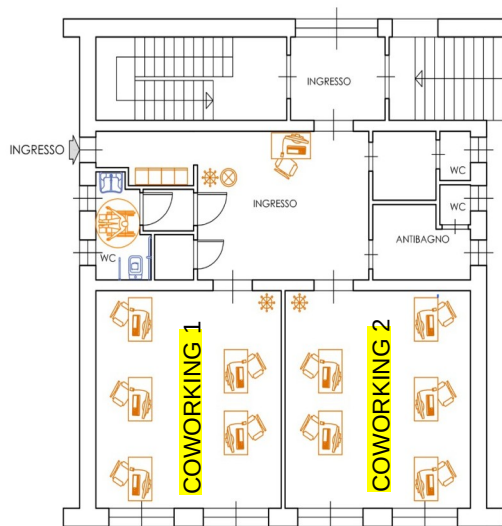 INGRESSO
INGRESSO
WC
INGRESSO
WC
ANTIBAGNO
WC
COWORKING 1
COWORKING 2